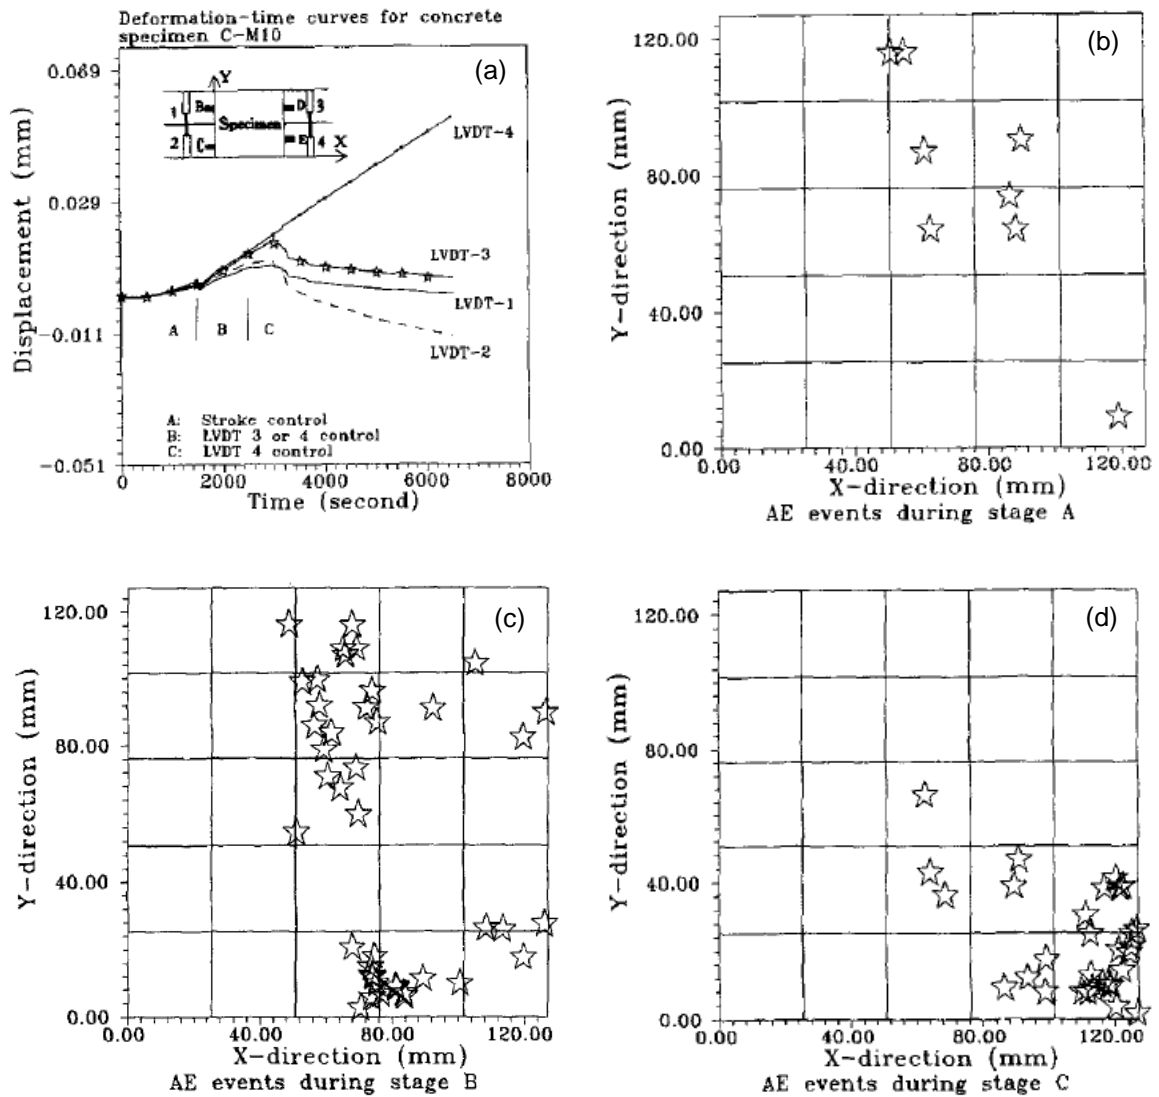 Deformation-time curves for concrete
specimen C-M10
(a)
0.069
0.029
-0.011
-0.051
Displacement (mm)
Y
1 B D 3
Specimen
2 C E 4
X
LVDT-4
LVDT-3
LVDT-1
LVDT-2
A B C
A: Stroke control
B: LVDT 3 or 4 control
C: LVDT 4 control
0 2000 4000 6000 8000
Time (second)
(b)
120.00
80.00
40.00
0.00
Y-direction (mm)
0.00 40.00 80.00 120.00
X-direction (mm)
AE events during stage A
(c)
120.00
80.00
40.00
0.00
Y-direction (mm)
0.00 40.00 80.00 120.00
X-direction (mm)
AE events during stage B
(d)
120.00
80.00
40.00
0.00
Y-direction (mm)
0.00 40.00 80.00 120.00
X-direction (mm)
AE events during stage C